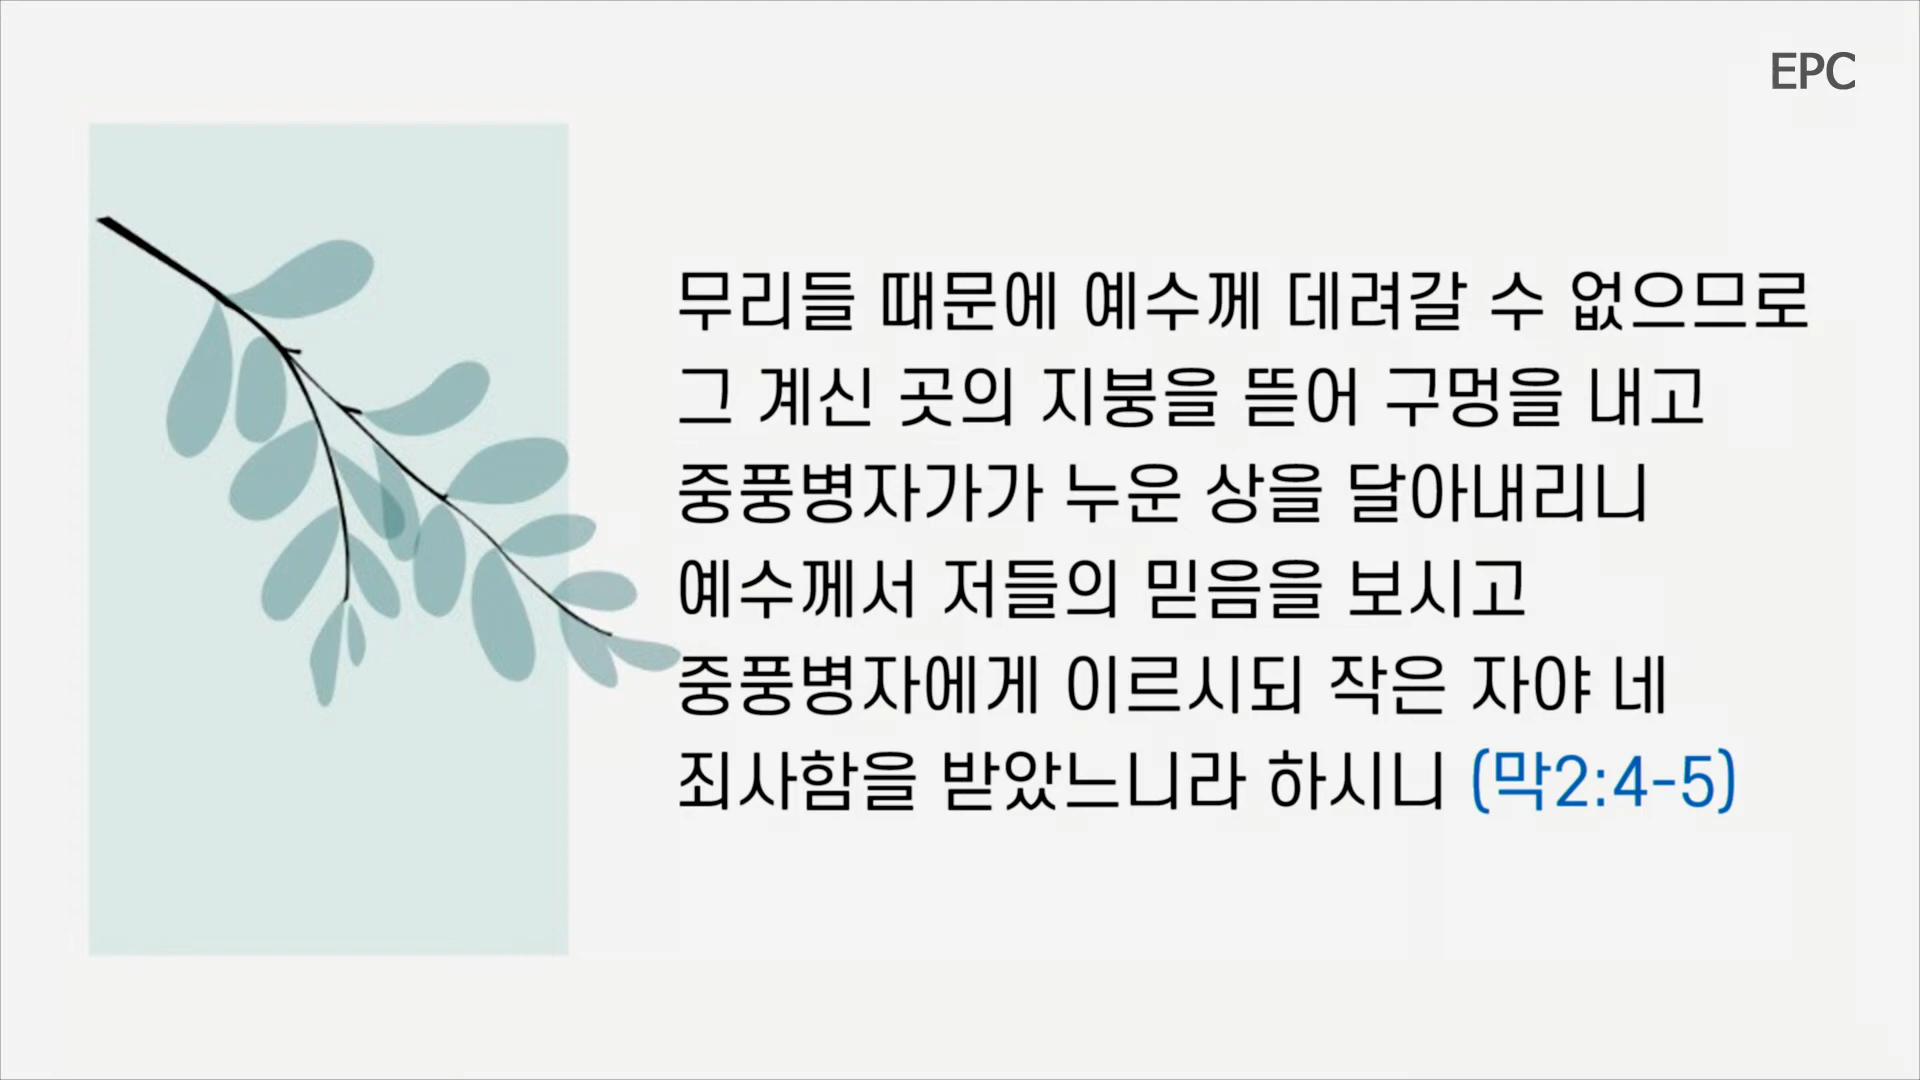 EPC
무리들 때문에 예수께 데려갈 수 없으므로
그 계신 곳의 지붕을 뜯어 구멍을 내고
중풍병자가가 누운 상을 달아내리니
예수께서 저들의 믿음을 보시고
중풍병자에게 이르시되 작은 자야 네
죄사함을 받았느니라 하시니 (막2:4-5)